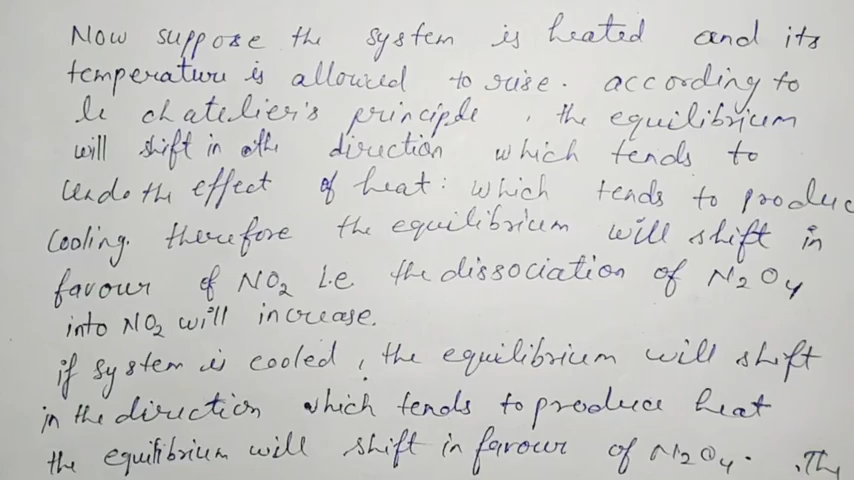 Now suppose the system is heated and its
temperature is allowed to rise. according to
le chatelier's principle, the equilibrium
will shift in the direction which tends to
undo the effect of heat: which tends to produc
cooling. therefore the equilibrium will shift in
favour of NO₂ i.e the dissociation of N₂O₄
into NO₂ will increase.
if system is cooled, the equilibrium will shift
in the direction which tends to produce heat
the equilibrium will shift in favour of N₂O₄. Th